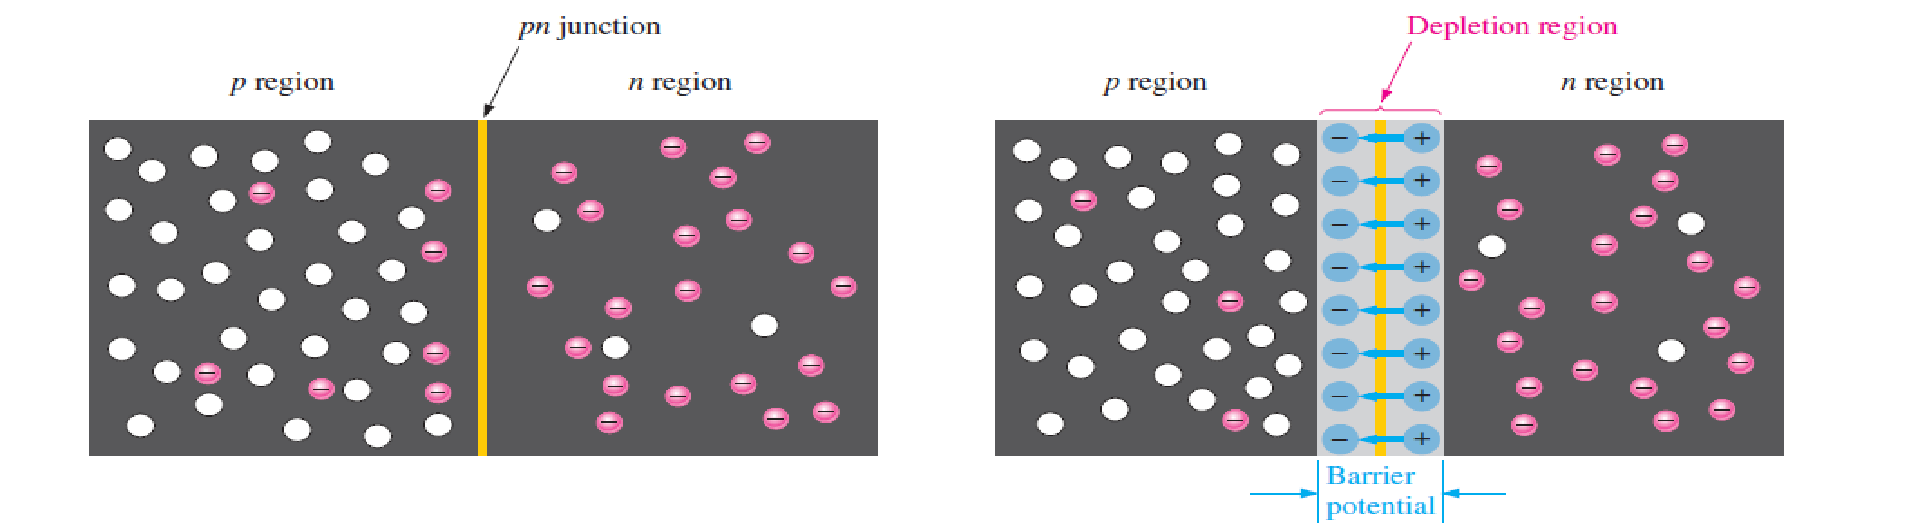 pn junction
p region
n region
Depletion region
p region
n region
Barrier
potential